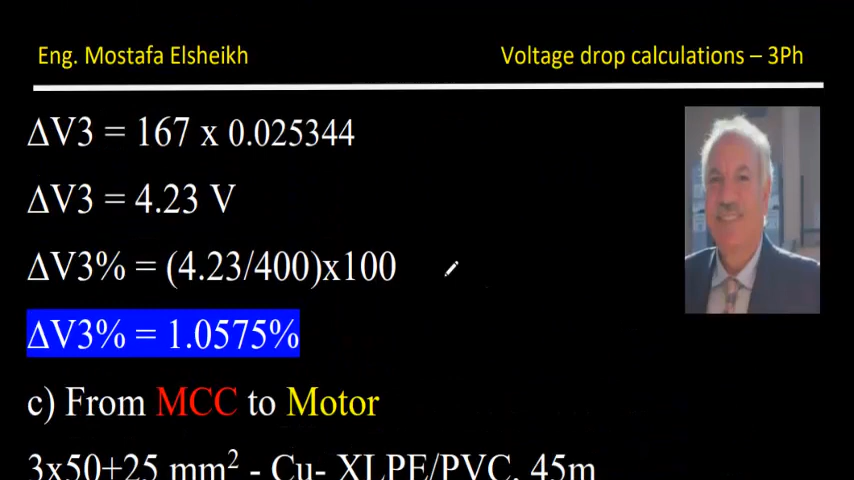 Eng. Mostafa Elsheikh
Voltage drop calculations – 3Ph
ΔV3 = 167 x 0.025344
ΔV3 = 4.23 V
ΔV3% = (4.23/400)x100
ΔV3% = 1.0575%
c) From MCC to Motor
3x50+25 mm² - Cu- XLPE/PVC, 45m